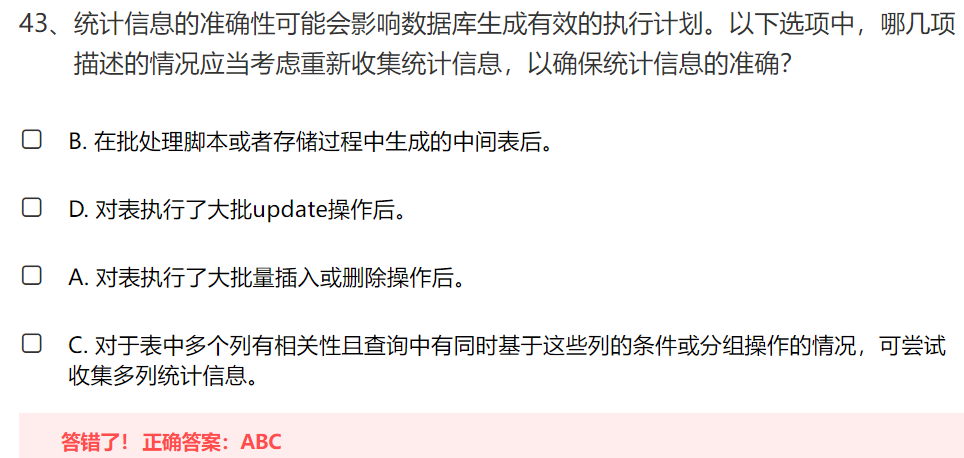 43、统计信息的准确性可能会影响数据库生成有效的执行计划。以下选项中，哪几项
描述的情况应当考虑重新收集统计信息，以确保统计信息的准确？
B. 在批处理脚本或者存储过程中生成的中间表后。
D. 对表执行了大批update操作后。
A. 对表执行了大批量插入或删除操作后。
C. 对于表中多个列有相关性且查询中有同时基于这些列的条件或分组操作的情况，可尝试
收集多列统计信息。
答错了！正确答案：ABC